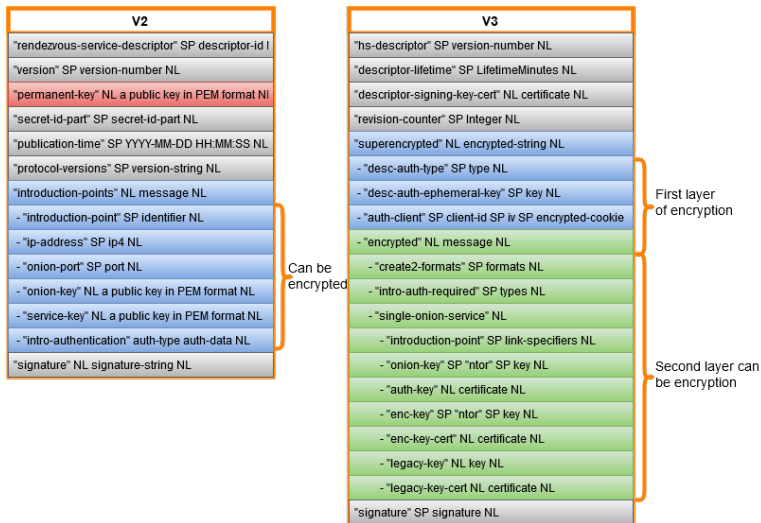 V2
"rendezvous-service-descriptor" SP descriptor-id
"version" SP version-number NL
"permanent-key" NL a public key in PEM format NL
"secret-id-part" SP secret-id-part NL
"publication-time" SP YYYY-MM-DD HH:MM:SS NL
"protocol-versions" SP version-string NL
"introduction-points" NL message NL
- "introduction-point" SP identifier NL
- "ip-address" SP ip4 NL
- "onion-port" SP port NL
- "onion-key" NL a public key in PEM format NL
- "service-key" NL a public key in PEM format NL
- "intro-authentication" auth-type auth-data NL
"signature" NL signature-string NL
Can be
encrypted
V3
"hs-descriptor" SP version-number NL
"descriptor-lifetime" SP LifetimeMinutes NL
"descriptor-signing-key-cert" NL certificate NL
"revision-counter" SP Integer NL
"superencrypted" NL encrypted-string NL
- "desc-auth-type" SP type NL
- "desc-auth-ephemeral-key" SP key NL
- "auth-client" SP client-id SP iv SP encrypted-cookie
- "encrypted" NL message NL
- "create2-formats" SP formats NL
- "intro-auth-required" SP types NL
- "single-onion-service" NL
- "introduction-point" SP link-specifiers NL
- "onion-key" SP "ntor" SP key NL
- "auth-key" NL certificate NL
- "enc-key" SP "ntor" SP key NL
- "enc-key-cert" NL certificate NL
- "legacy-key" NL key NL
- "legacy-key-cert NL certificate NL
"signature" SP signature NL
First layer
of encryption
Second layer can
be encryption